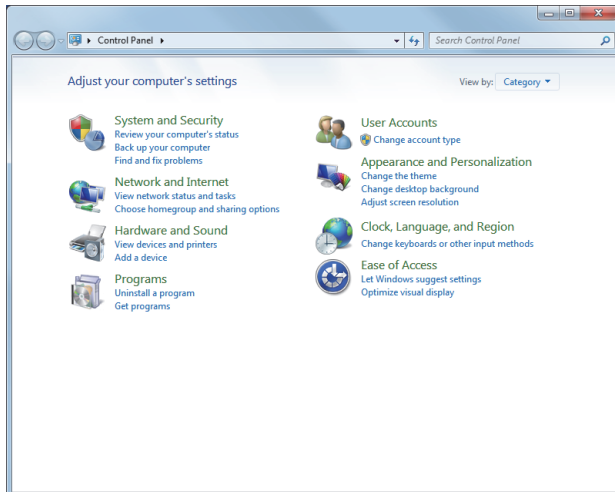 Control Panel
Search Control Panel
Adjust your computer's settings
View by: Category
System and Security
Review your computer's status
Back up your computer
Find and fix problems
Network and Internet
View network status and tasks
Choose homegroup and sharing options
Hardware and Sound
View devices and printers
Add a device
Programs
Uninstall a program
Get programs
User Accounts
Change account type
Appearance and Personalization
Change the theme
Change desktop background
Adjust screen resolution
Clock, Language, and Region
Change keyboards or other input methods
Ease of Access
Let Windows suggest settings
Optimize visual display